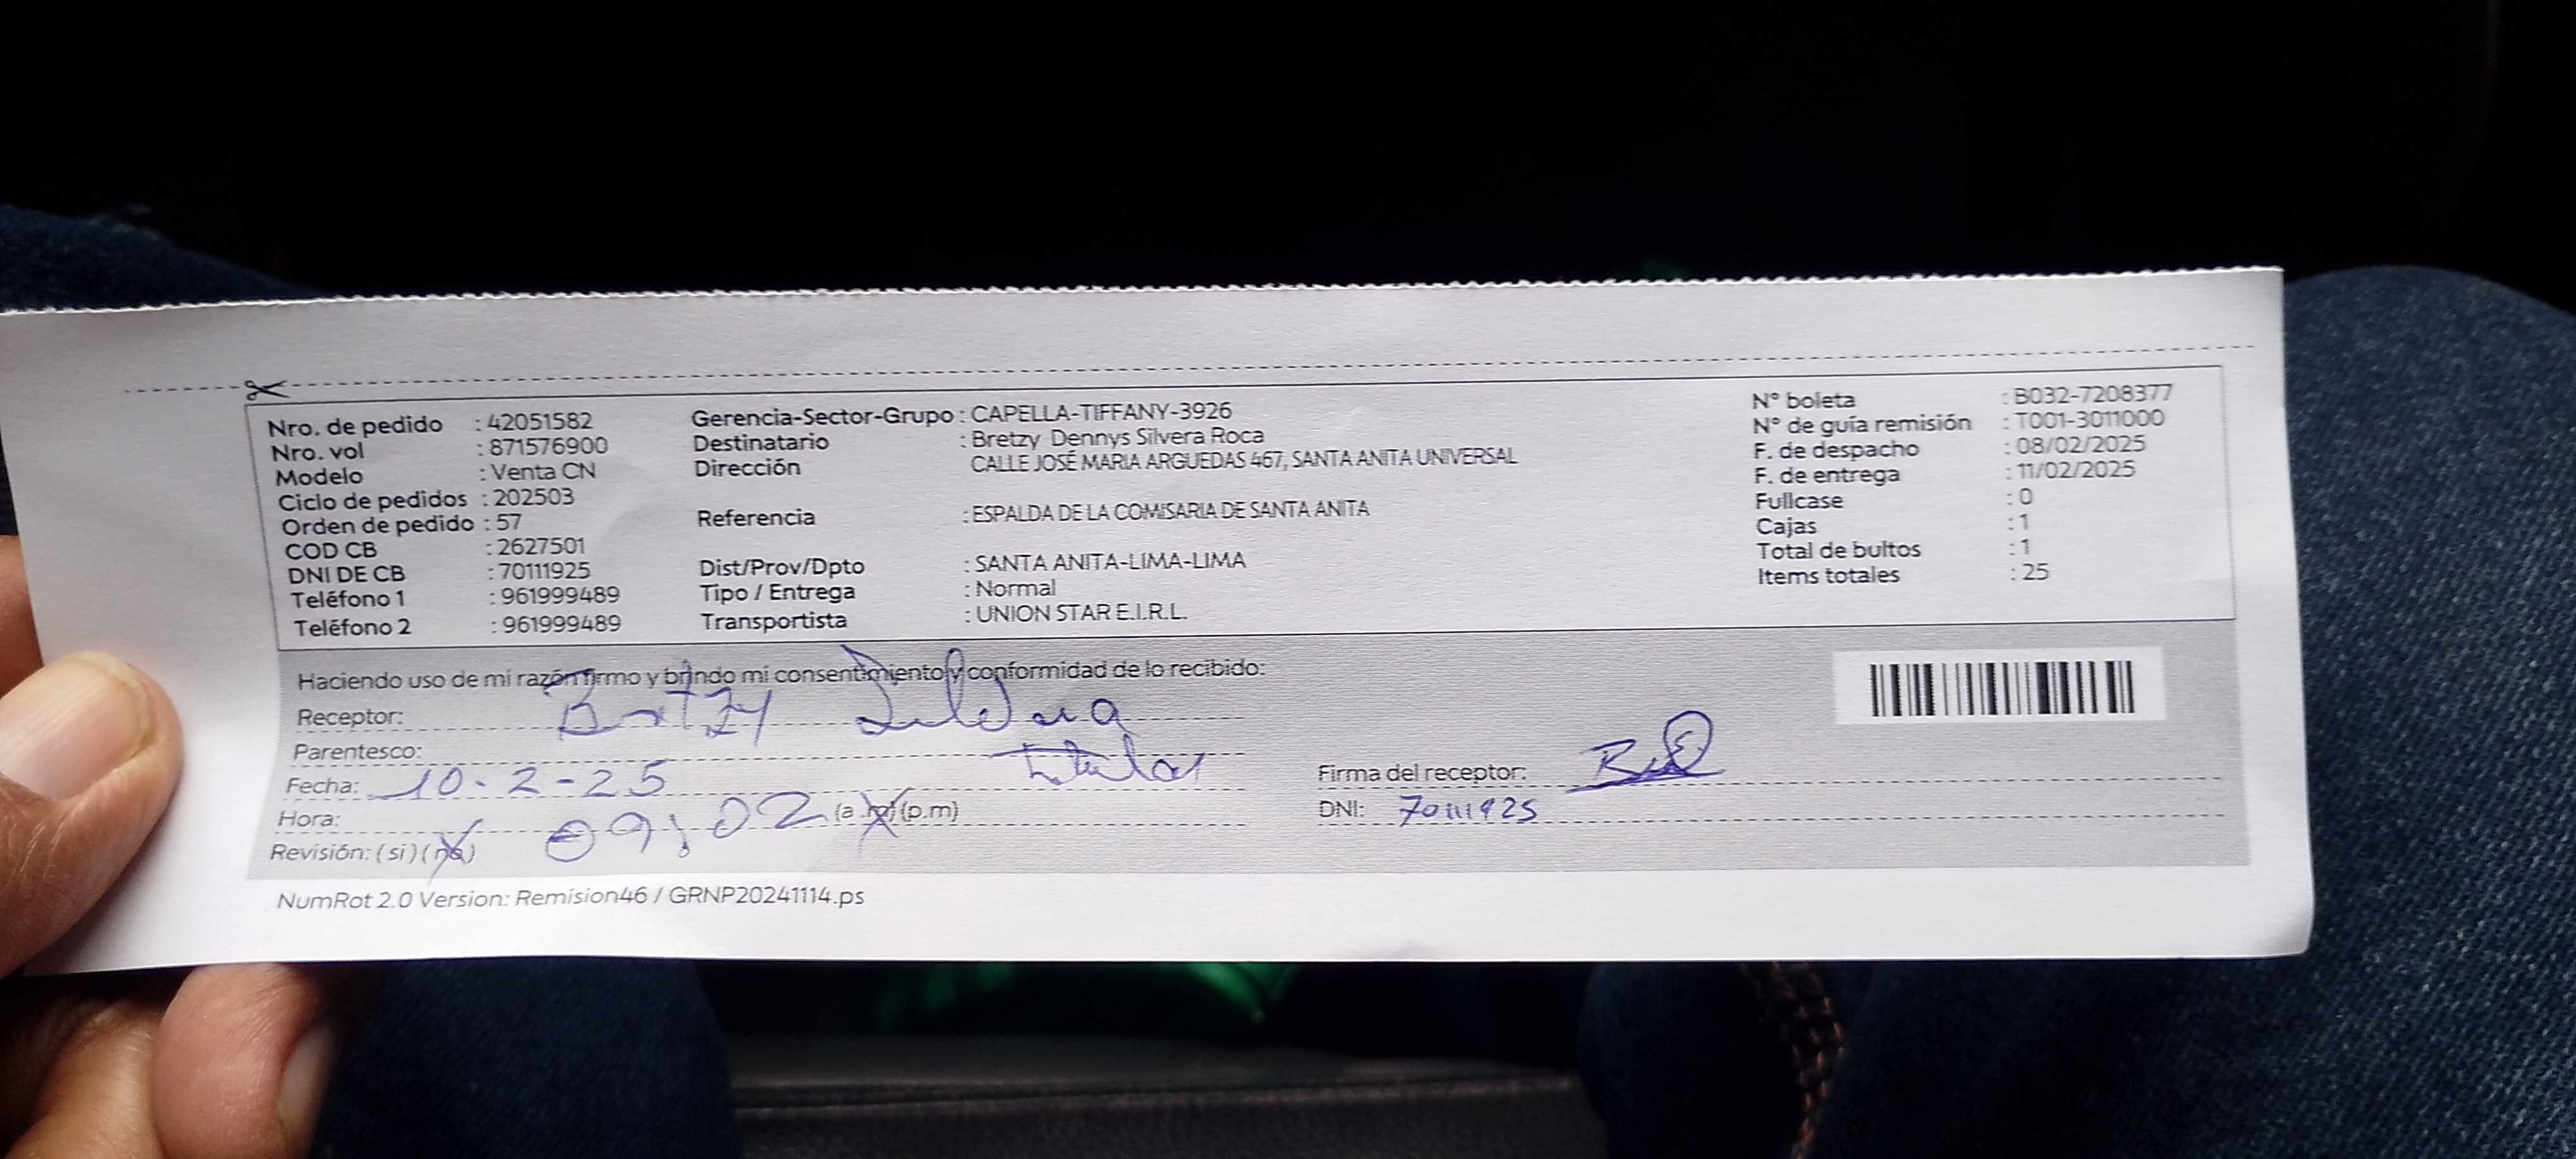 Nro. de pedido : 42051582
Nro. vol : 871576900
Modelo : Venta CN
Ciclo de pedidos : 202503
Orden de pedido : 57
COD CB : 2627501
DNI DE CB : 70111925
Teléfono 1 : 961999489
Teléfono 2 : 961999489
Gerencia-Sector-Grupo : CAPELLA-TIFFANY-3926
Destinatario : Bretzy Dennys Silvera Roca
Dirección CALLE JOSÉ MARIA ARGUEDAS 467, SANTA ANITA UNIVERSAL
Referencia : ESPALDA DE LA COMISARIA DE SANTA ANITA
Dist/Prov/Dpto : SANTA ANITA-LIMA-LIMA
Tipo / Entrega : Normal
Transportista : UNION STAR E.I.R.L.
N° boleta : B032-7208377
N° de guía remisión : T001-3011000
F. de despacho : 08/02/2025
F. de entrega : 11/02/2025
Fullcase : 0
Cajas : 1
Total de bultos : 1
Items totales : 25
Haciendo uso de mi razón firmo y brindo mi consentimiento y conformidad de lo recibido:
Receptor: Bretzy Silvera
Parentesco: titular
Fecha: 10-2-25
Hora: 09:02 (a.m) (p.m)
Revisión: (si) (no)
Firma del receptor:
DNI: 70111925
NumRot 2.0 Version: Remision46 / GRNP20241114.ps